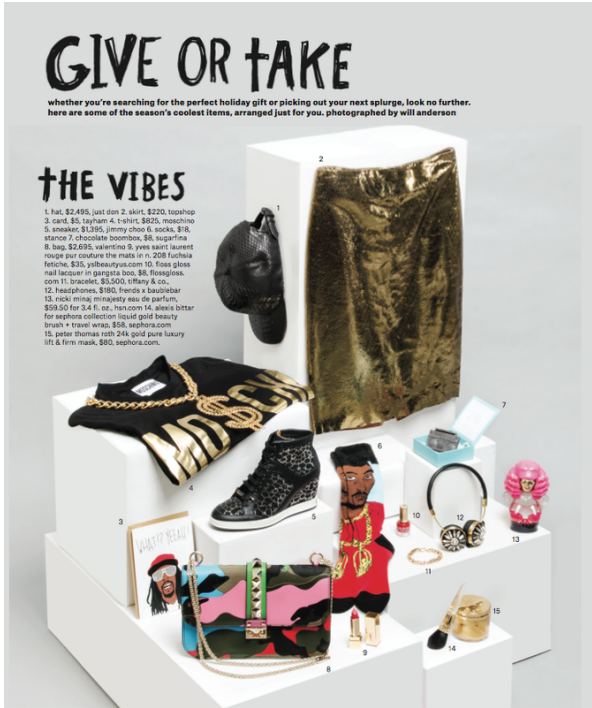 GIVE OR TAKE
whether you're searching for the perfect holiday gift or picking out your next splurge, look no further.
here are some of the season's coolest items, arranged just for you. photographed by will anderson
THE VIBES
1. hat, $2,495, just don 2. skirt, $220, topshop
3. card, $5, tayham 4. t-shirt, $825, moschino
5. sneaker, $1,395, jimmy choo 6. socks, $18,
stance 7. chocolate boombox, $8, sugarfina
8. bag, $2,695, valentino 9. yves saint laurent
rouge pur couture the mats in n. 208 fuchsia
fetiche, $35, yslbeautyus.com 10. floss gloss
nail lacquer in gangsta boo, $8, flossgloss.
com 11. bracelet, $5,500, tiffany & co.,
12. headphones, $180, frends x baublebar
13. nicki minaj minajesty eau de parfum,
$59.50 for 3.4 fl. oz., hsn.com 14. alexis bittar
for sephora collection liquid gold beauty
brush + travel wrap, $58, sephora.com
15. peter thomas roth 24k gold pure luxury
lift & firm mask, $80, sephora.com.
2
1
MOSCHINO
MO$CHI
4
7
6
5
3
WHAT!? YEAH!
10
12
13
11
15
14
9
8